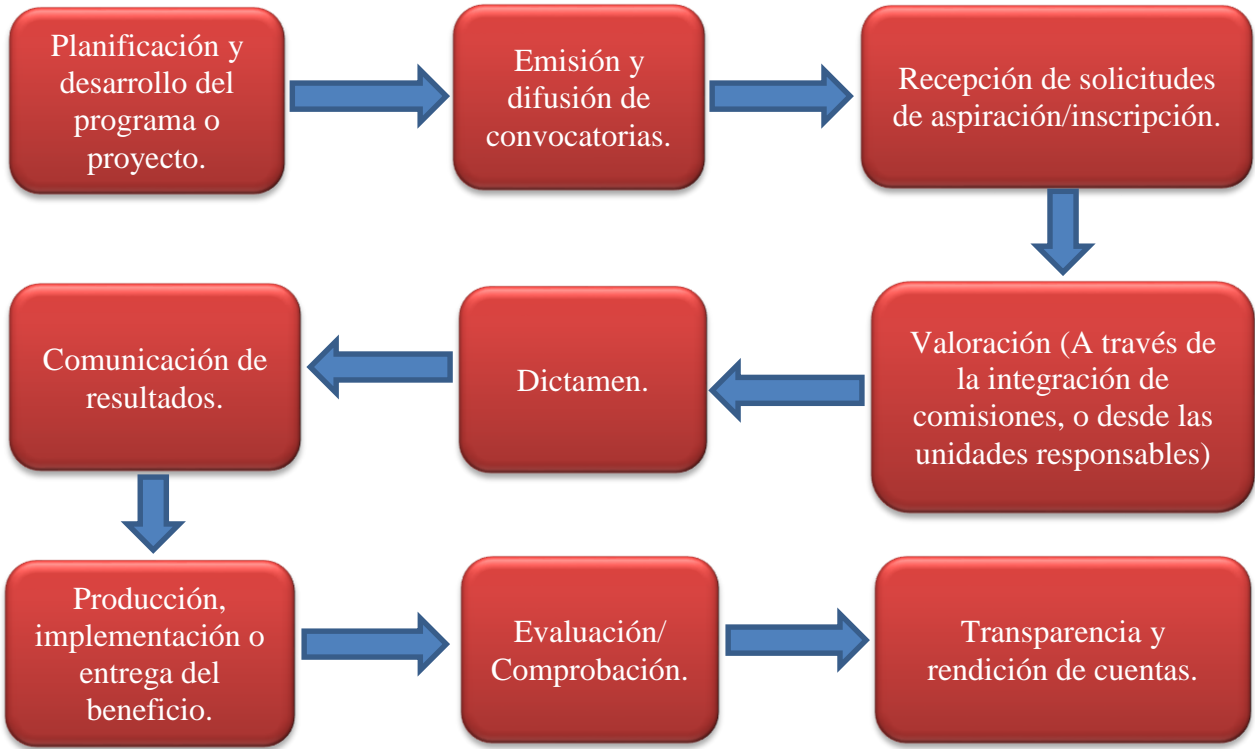 Planificación y
desarrollo del
programa o
proyecto.
Emisión y
difusión de
convocatorias.
Recepción de solicitudes
de aspiración/inscripción.
Valoración (A través de
la integración de
comisiones, o desde las
unidades responsables)
Dictamen.
Comunicación de
resultados.
Producción,
implementación o
entrega del
beneficio.
Evaluación/
Comprobación.
Transparencia y
rendición de cuentas.